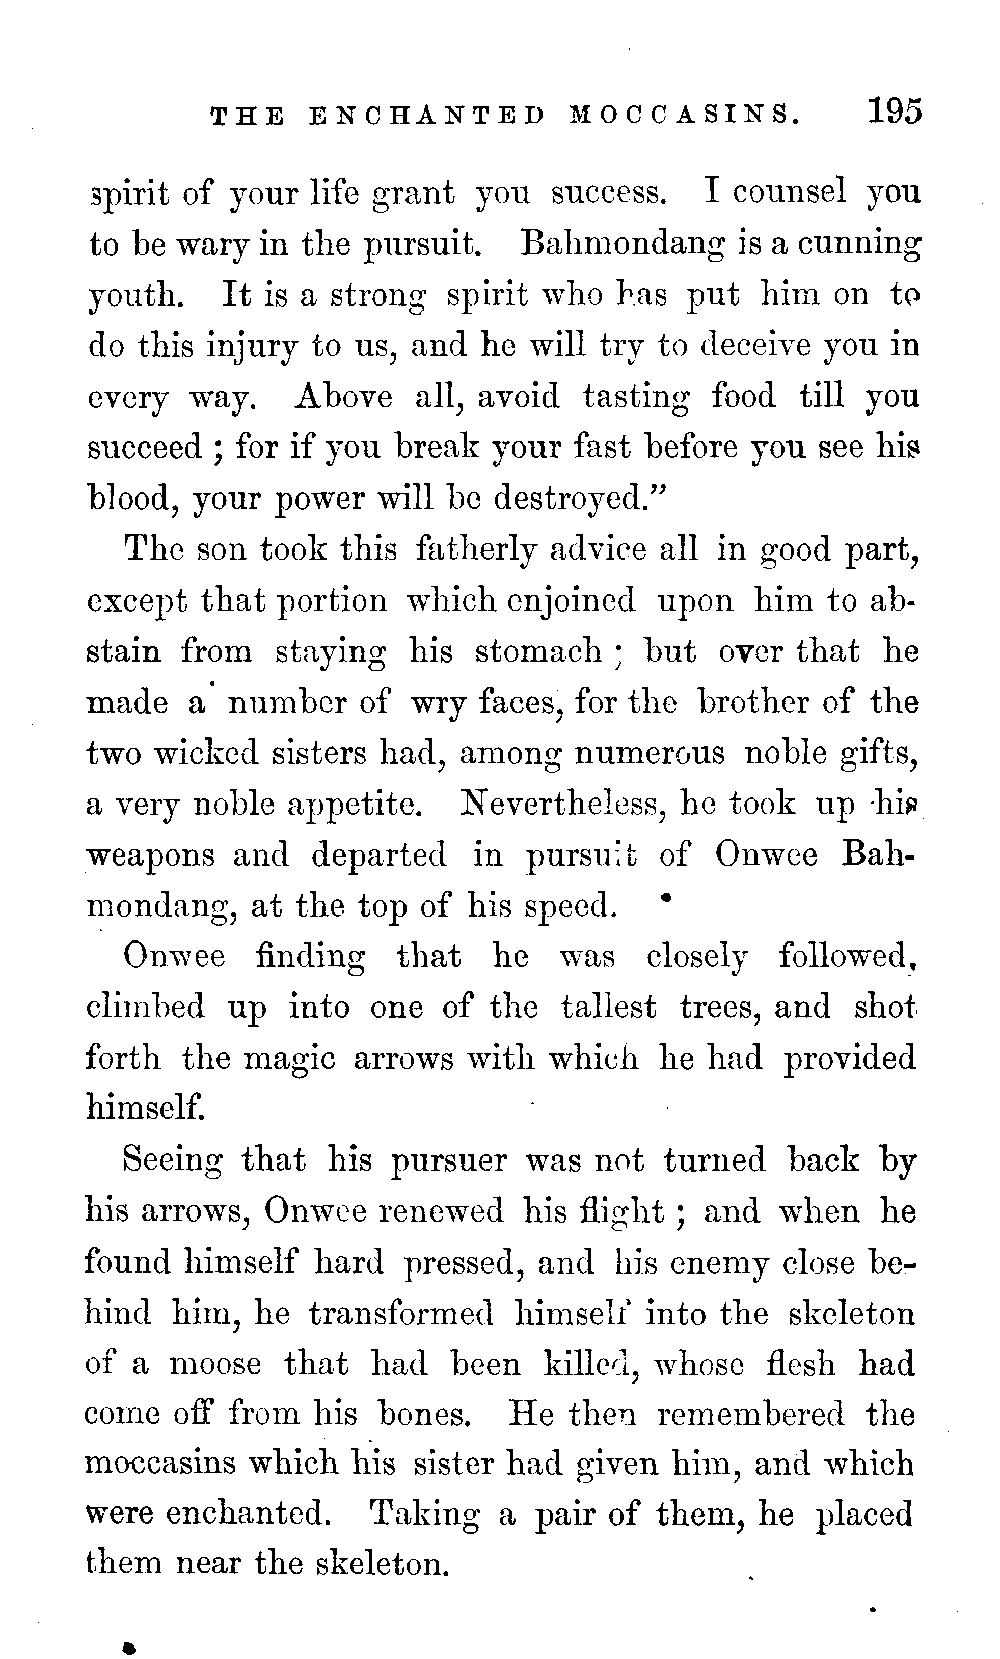 THE ENCHANTED MOCCASINS. 195
spirit of your life grant you success. I counsel you
to be wary in the pursuit. Bahmondang is a cunning
youth. It is a strong spirit who has put him on to
do this injury to us, and he will try to deceive you in
every way. Above all, avoid tasting food till you
succeed ; for if you break your fast before you see his
blood, your power will be destroyed.”
The son took this fatherly advice all in good part,
except that portion which enjoined upon him to ab-
stain from staying his stomach ; but over that he
made a number of wry faces, for the brother of the
two wicked sisters had, among numerous noble gifts,
a very noble appetite. Nevertheless, he took up his
weapons and departed in pursuit of Onwee Bah-
mondang, at the top of his speed.
Onwee finding that he was closely followed,
climbed up into one of the tallest trees, and shot
forth the magic arrows with which he had provided
himself.
Seeing that his pursuer was not turned back by
his arrows, Onwee renewed his flight ; and when he
found himself hard pressed, and his enemy close be-
hind him, he transformed himself into the skeleton
of a moose that had been killed, whose flesh had
come off from his bones. He then remembered the
moccasins which his sister had given him, and which
were enchanted. Taking a pair of them, he placed
them near the skeleton.